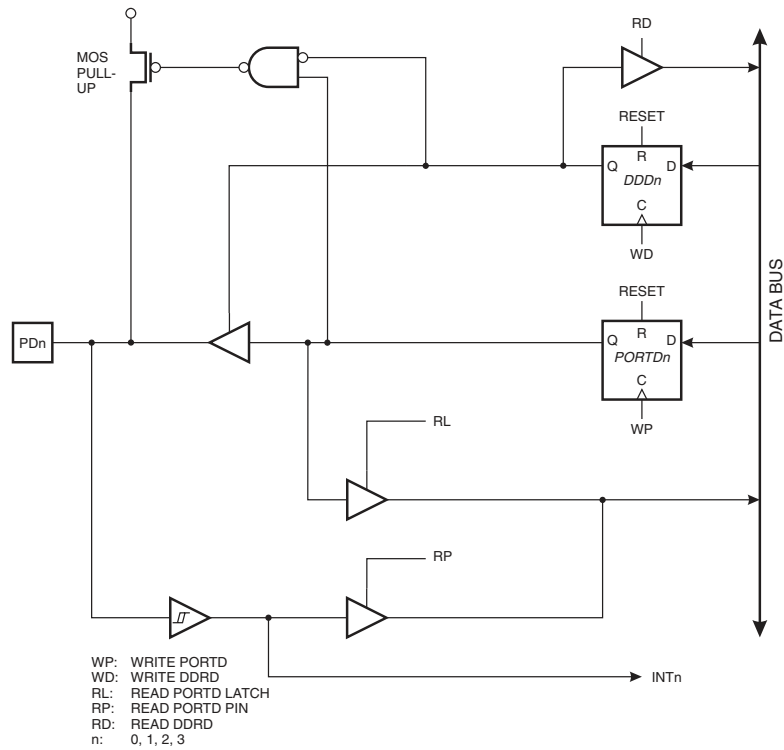 RD
MOS
PULL-
UP
RESET
R
Q
D
DDDn
C
WD
RESET
PDn
R
Q
D
PORTDn
C
WP
DATA BUS
RL
RP
INTn
WP: WRITE PORTD
WD: WRITE DDRD
RL: READ PORTD LATCH
RP: READ PORTD PIN
RD: READ DDRD
n: 0, 1, 2, 3